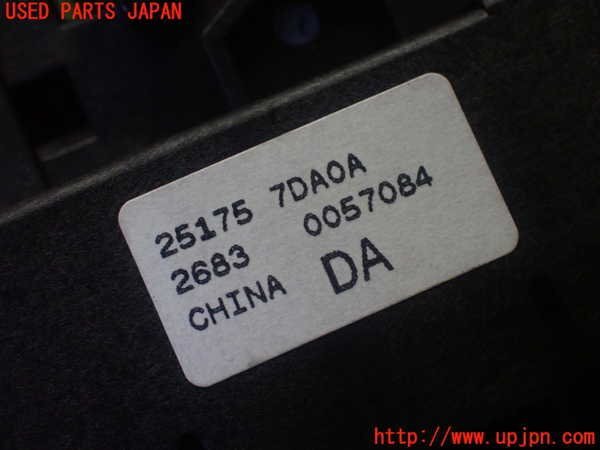 USED PARTS JAPAN
25175 7DA0A
2683 0057084
CHINA DA
http://www.upjpn.com/